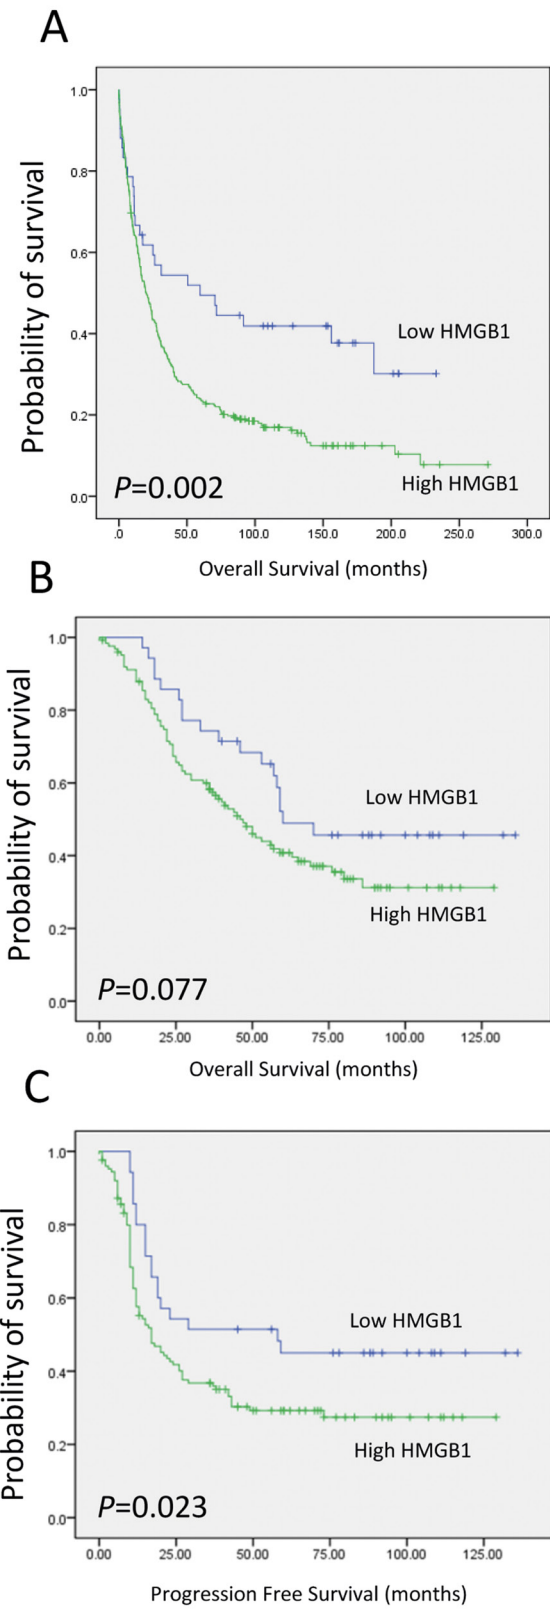 A
Probability of survival
1.0
0.8
0.6
0.4
0.2
0.0
Low HMGB1
High HMGB1
P=0.002
.0 50.0 100.0 150.0 200.0 250.0 300.0
Overall Survival (months)
B
Probability of survival
1.0
0.8
0.6
0.4
0.2
0.0
Low HMGB1
High HMGB1
P=0.077
0.00 25.00 50.00 75.00 100.00 125.00
Overall Survival (months)
C
Probability of survival
1.0
0.8
0.6
0.4
0.2
0.0
Low HMGB1
High HMGB1
P=0.023
0.00 25.00 50.00 75.00 100.00 125.00
Progression Free Survival (months)